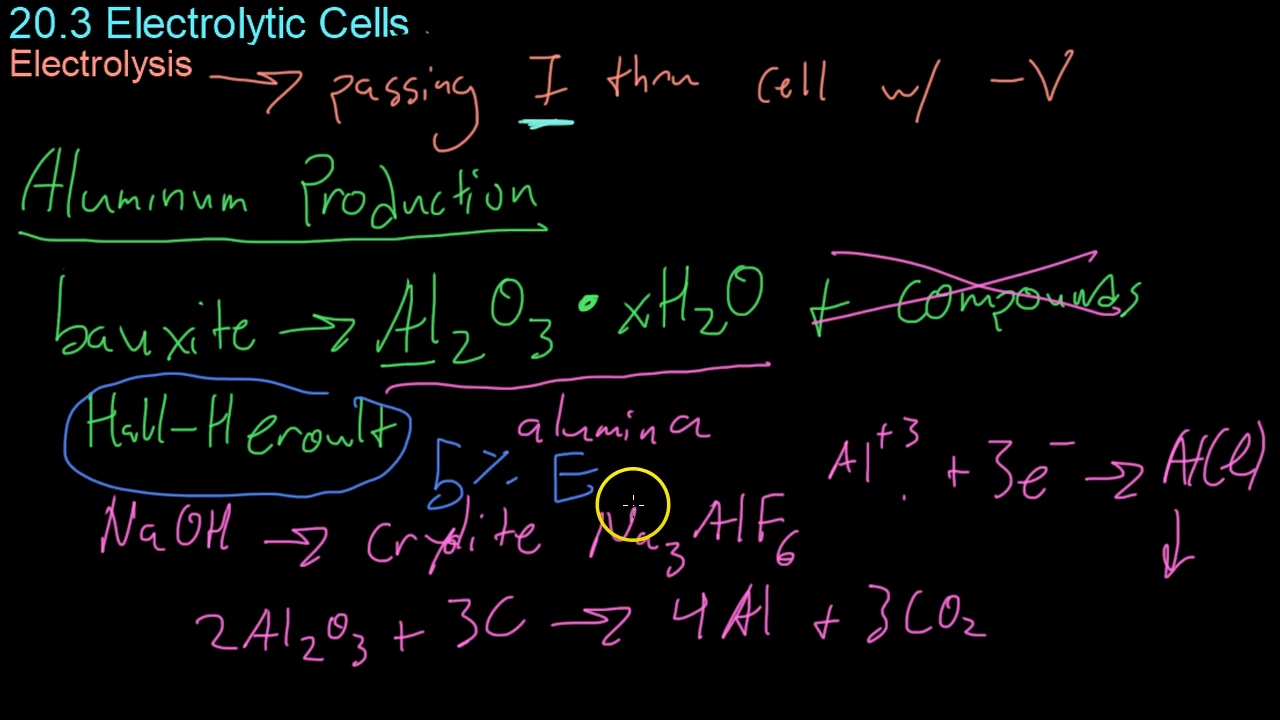 20.3 Electrolytic Cells
Electrolysis → passing I thru cell w/ -V
Aluminum Production
bauxite → Al₂O₃ · xH₂O + compounds
Hall-Heroult
alumina
5% E
Al⁺³ + 3e⁻ → Al(l)
↓
NaOH → cryolite Na₃AlF₆
2Al₂O₃ + 3C → 4Al + 3CO₂